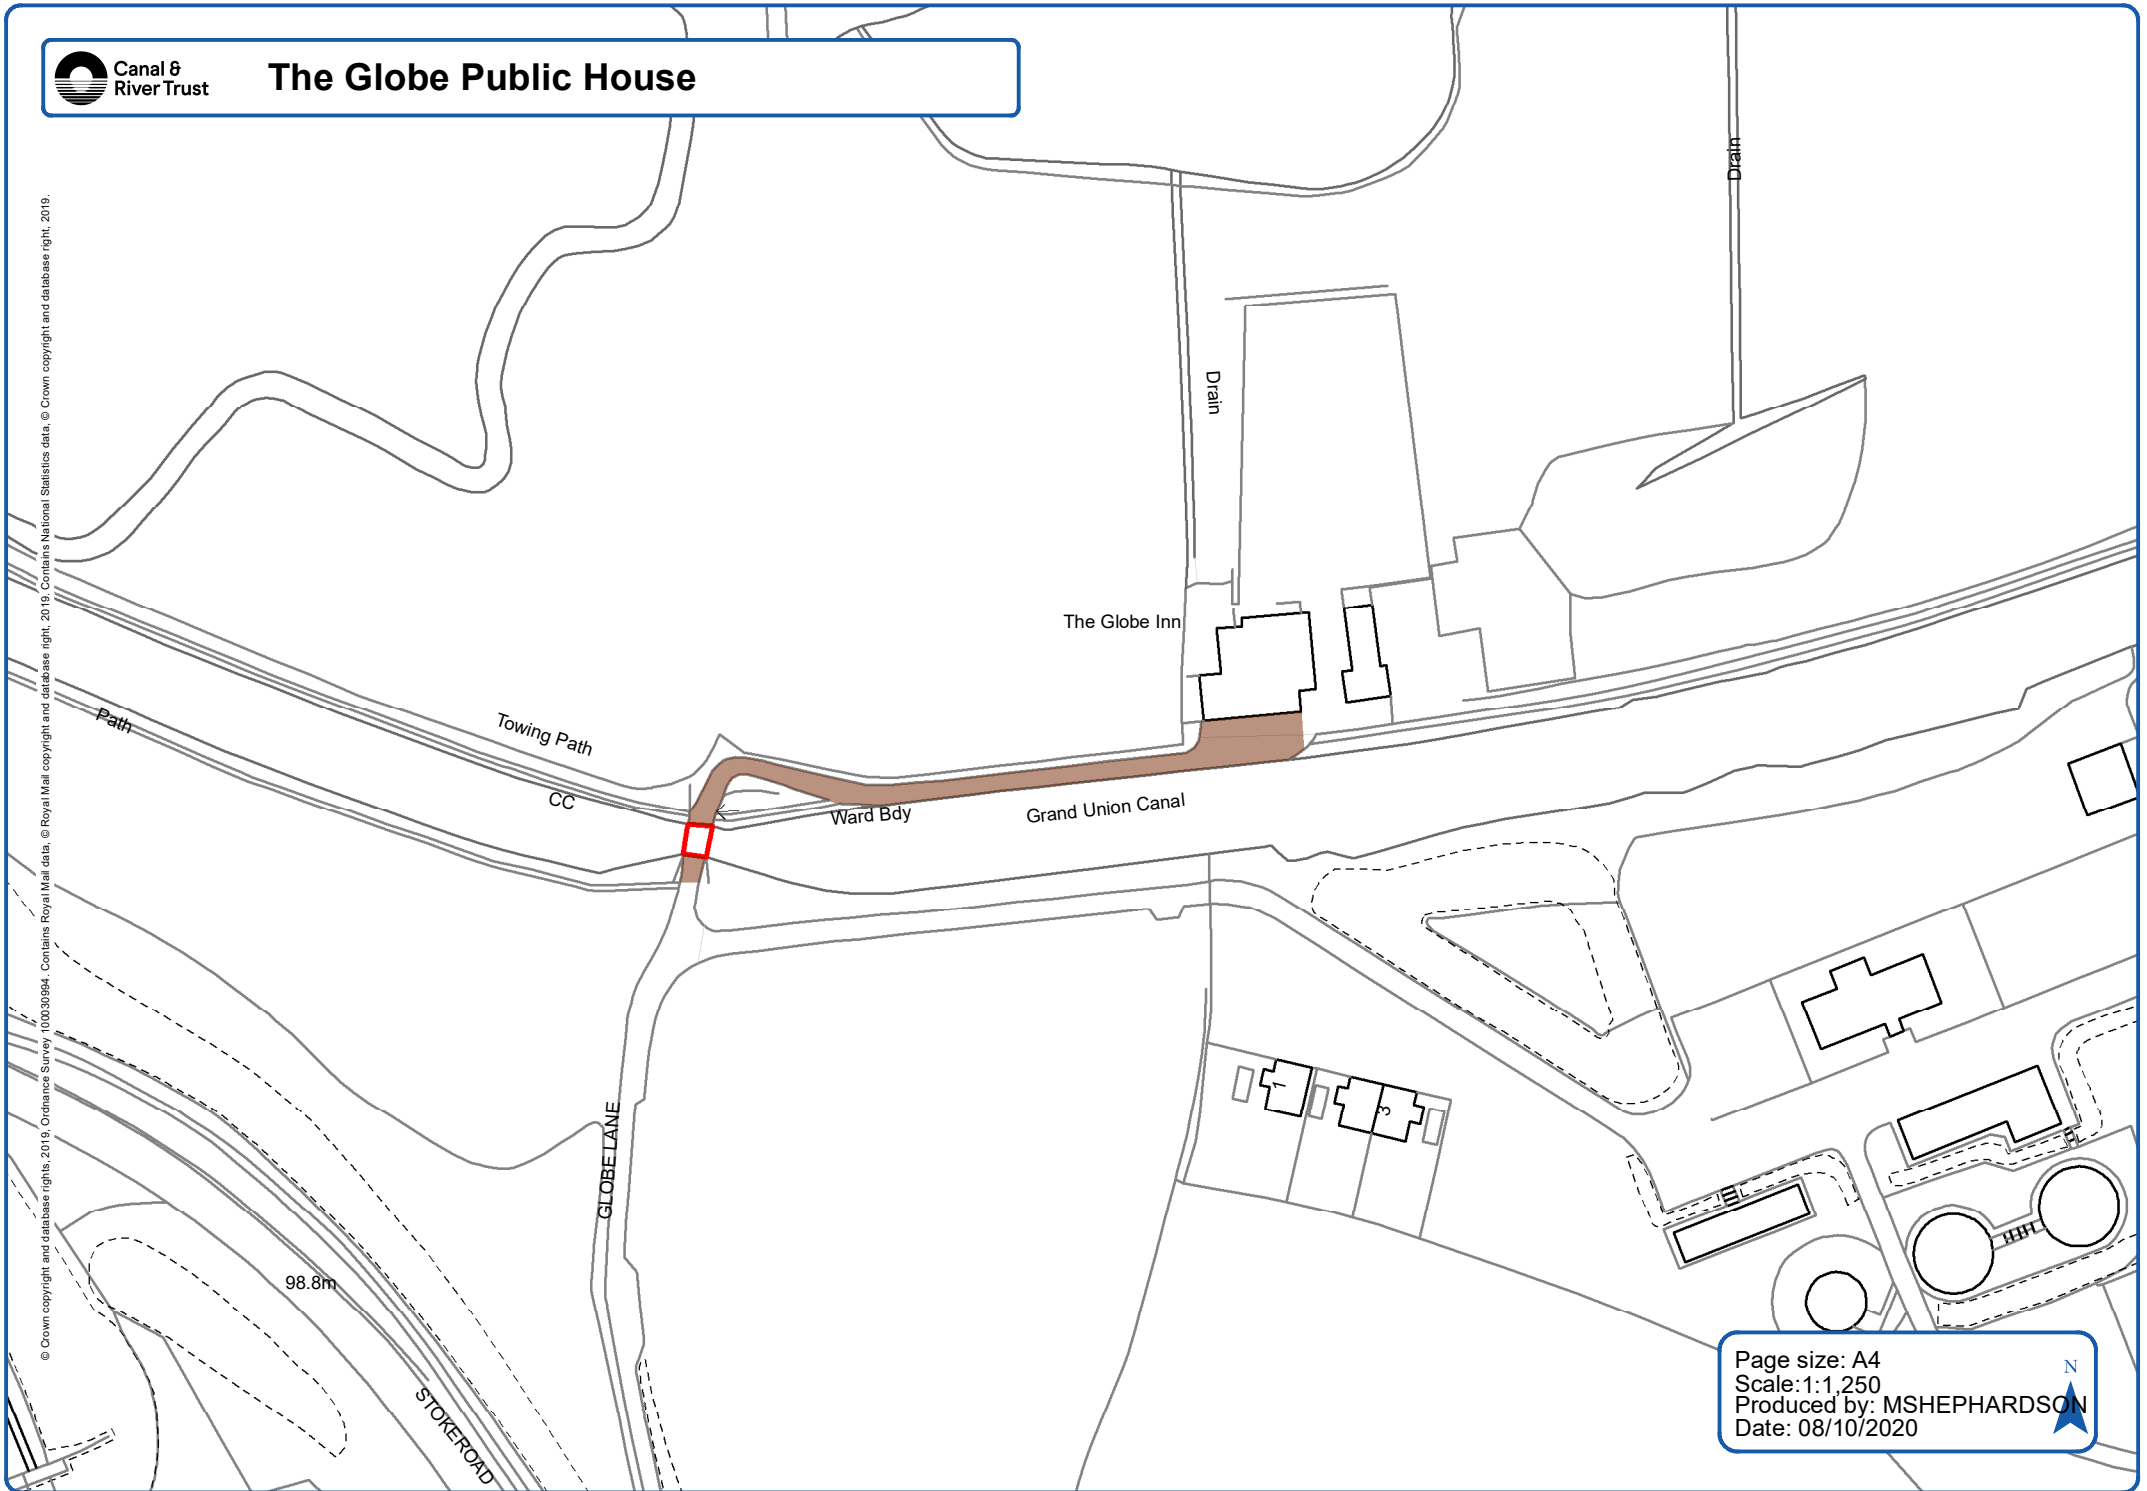 Canal &
River Trust
The Globe Public House
© Crown copyright and database rights, 2019, Ordnance Survey 100030994. Contains Royal Mail data, © Royal Mail copyright and database right, 2019. Contains National Statistics data, © Crown copyright and database right, 2019.
Drain
Drain
The Globe Inn
Path
Towing Path
CC
Ward Bdy
Grand Union Canal
GLOBE LANE
1
3
98.8m
STOKEROAD
Page size: A4
Scale:1:1,250
Produced by: MSHEPHARDSON
Date: 08/10/2020
N